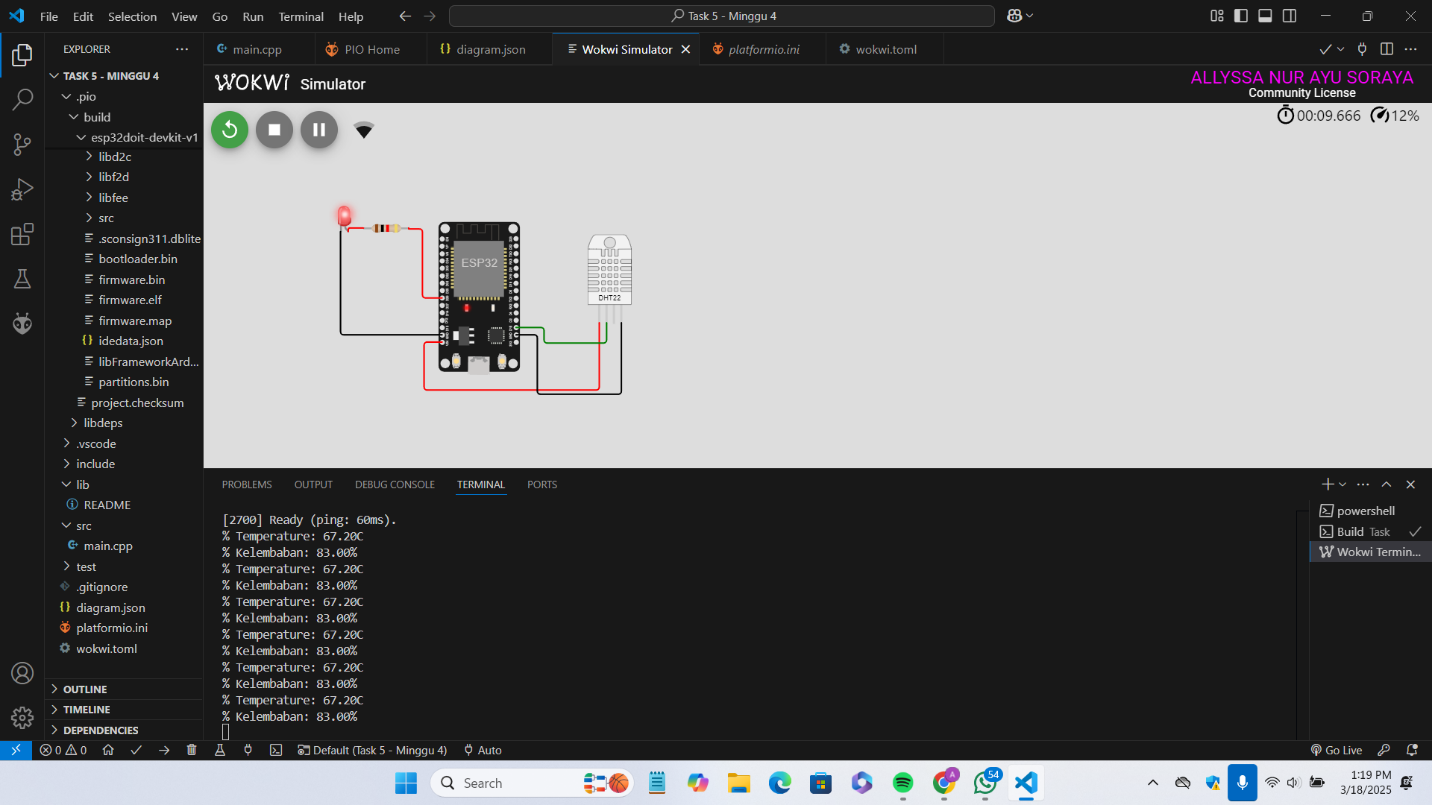 File Edit Selection View Go Run Terminal Help
Task 5 - Minggu 4
EXPLORER
main.cpp
PIO Home
diagram.json
Wokwi Simulator
platformio.ini
wokwi.toml
TASK 5 - MINGGU 4
.pio
build
esp32doit-devkit-v1
libd2c
libf2d
libfee
src
.sconsign311.dblite
bootloader.bin
firmware.bin
firmware.elf
firmware.map
idedata.json
libFrameworkArd...
partitions.bin
project.checksum
libdeps
.vscode
include
lib
README
src
main.cpp
test
.gitignore
diagram.json
platformio.ini
wokwi.toml
OUTLINE
TIMELINE
DEPENDENCIES
WOKWI Simulator
ALLYSSA NUR AYU SORAYA
Community License
00:09.666 12%
ESP32
DHT22
PROBLEMS OUTPUT DEBUG CONSOLE TERMINAL PORTS
[2700] Ready (ping: 60ms).
% Temperature: 67.20C
% Kelembaban: 83.00%
% Temperature: 67.20C
% Kelembaban: 83.00%
% Temperature: 67.20C
% Kelembaban: 83.00%
% Temperature: 67.20C
% Kelembaban: 83.00%
% Temperature: 67.20C
% Kelembaban: 83.00%
% Temperature: 67.20C
% Kelembaban: 83.00%
powershell
Build Task
Wokwi Termin...
0 0 Default (Task 5 - Minggu 4) Auto
Go Live
Search
A
54
1:19 PM
3/18/2025